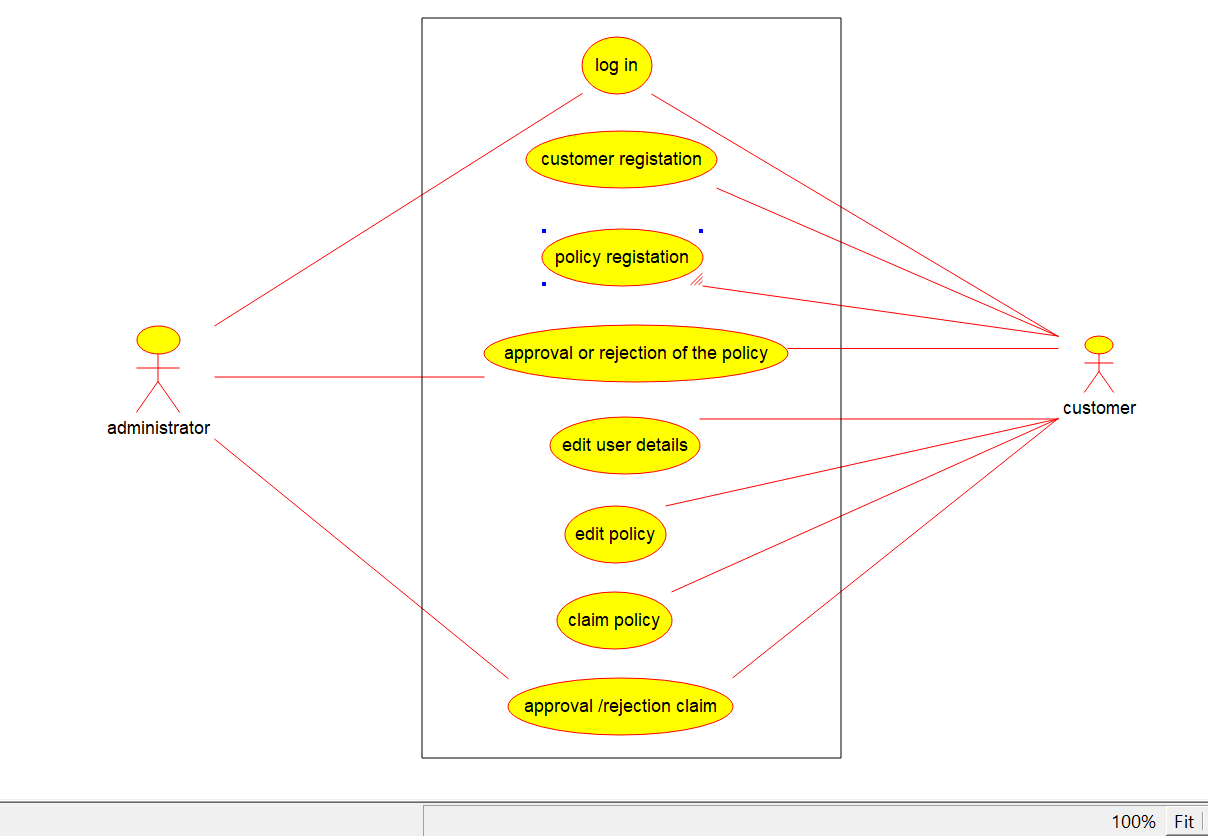 log in
customer registation
policy registation
approval or rejection of the policy
administrator
customer
edit user details
edit policy
claim policy
approval /rejection claim
100%
Fit